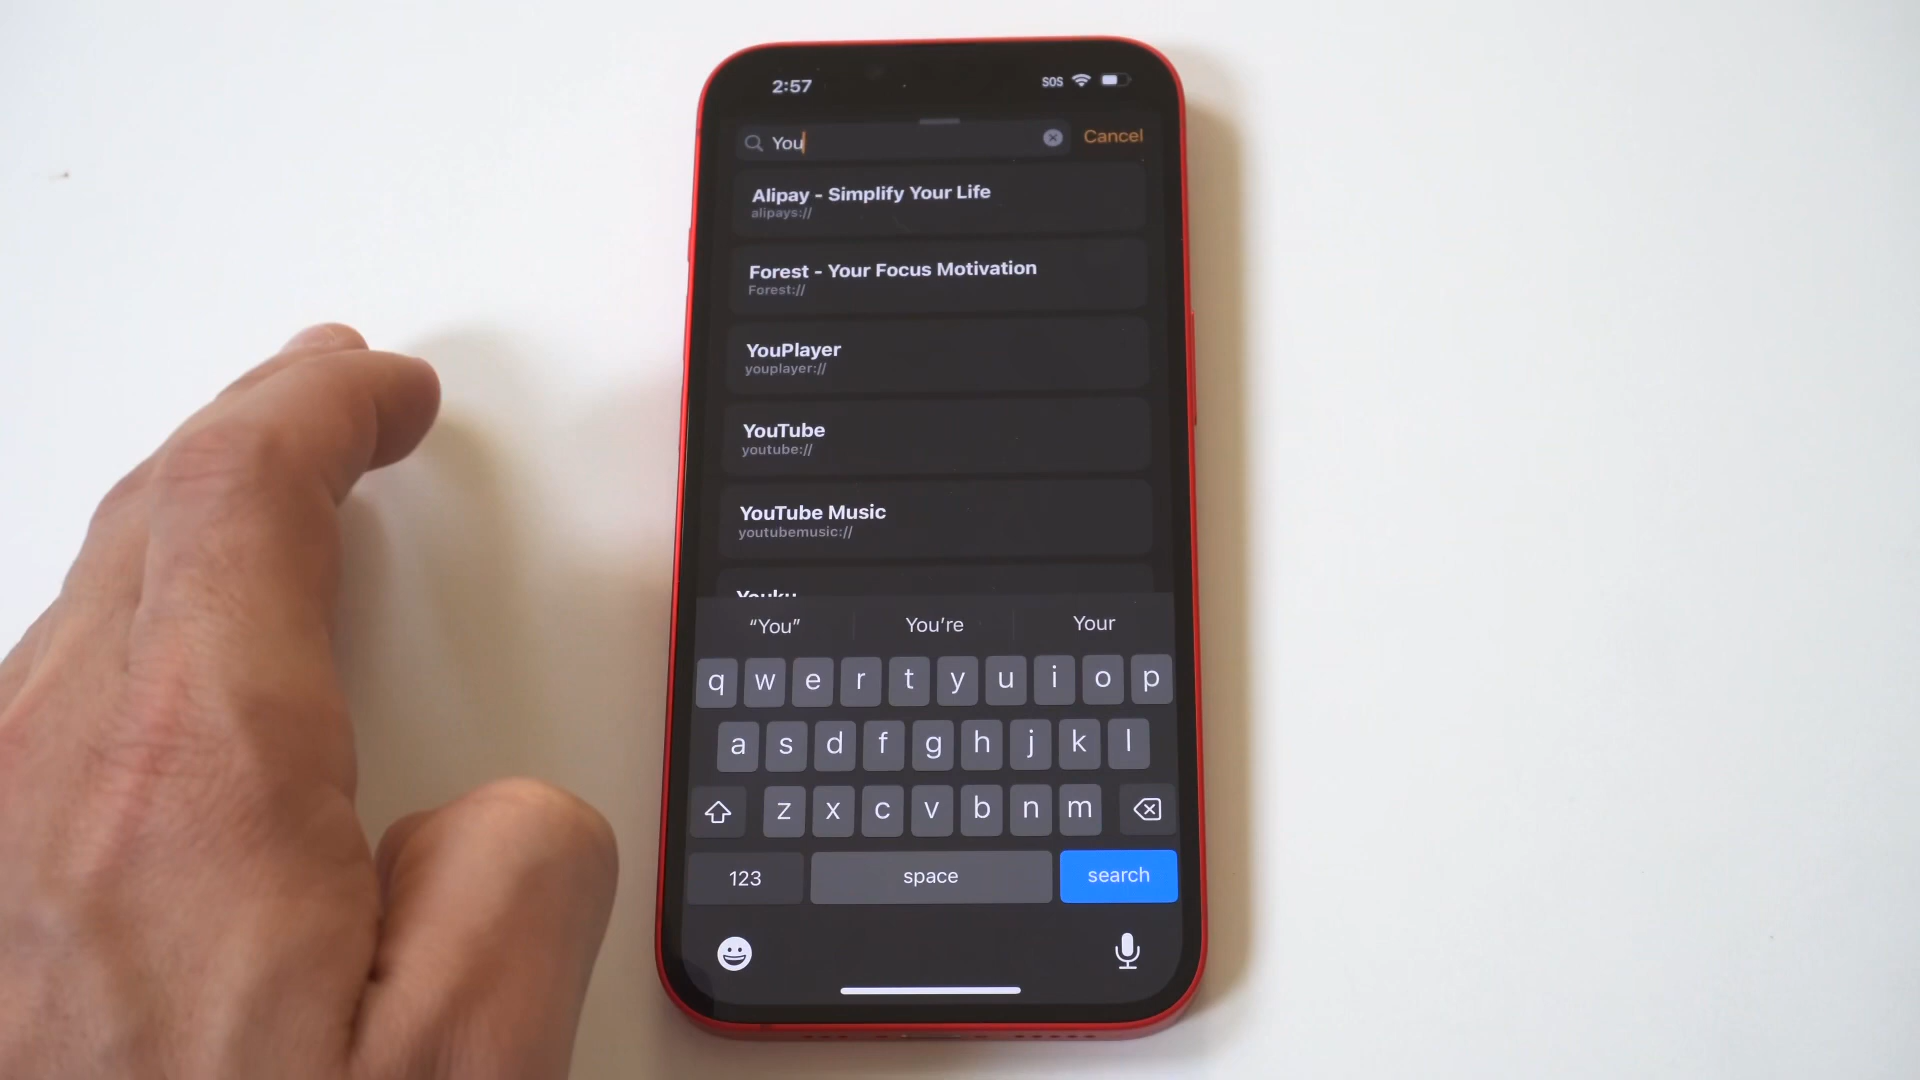 2:57
SOS
You
Cancel
Alipay - Simplify Your Life
alipays://
Forest - Your Focus Motivation
Forest://
YouPlayer
youplayer://
YouTube
youtube://
YouTube Music
youtubemusic://
Youku
“You” You’re Your
q w e r t y u i o p
a s d f g h j k l
z x c v b n m
123 space search